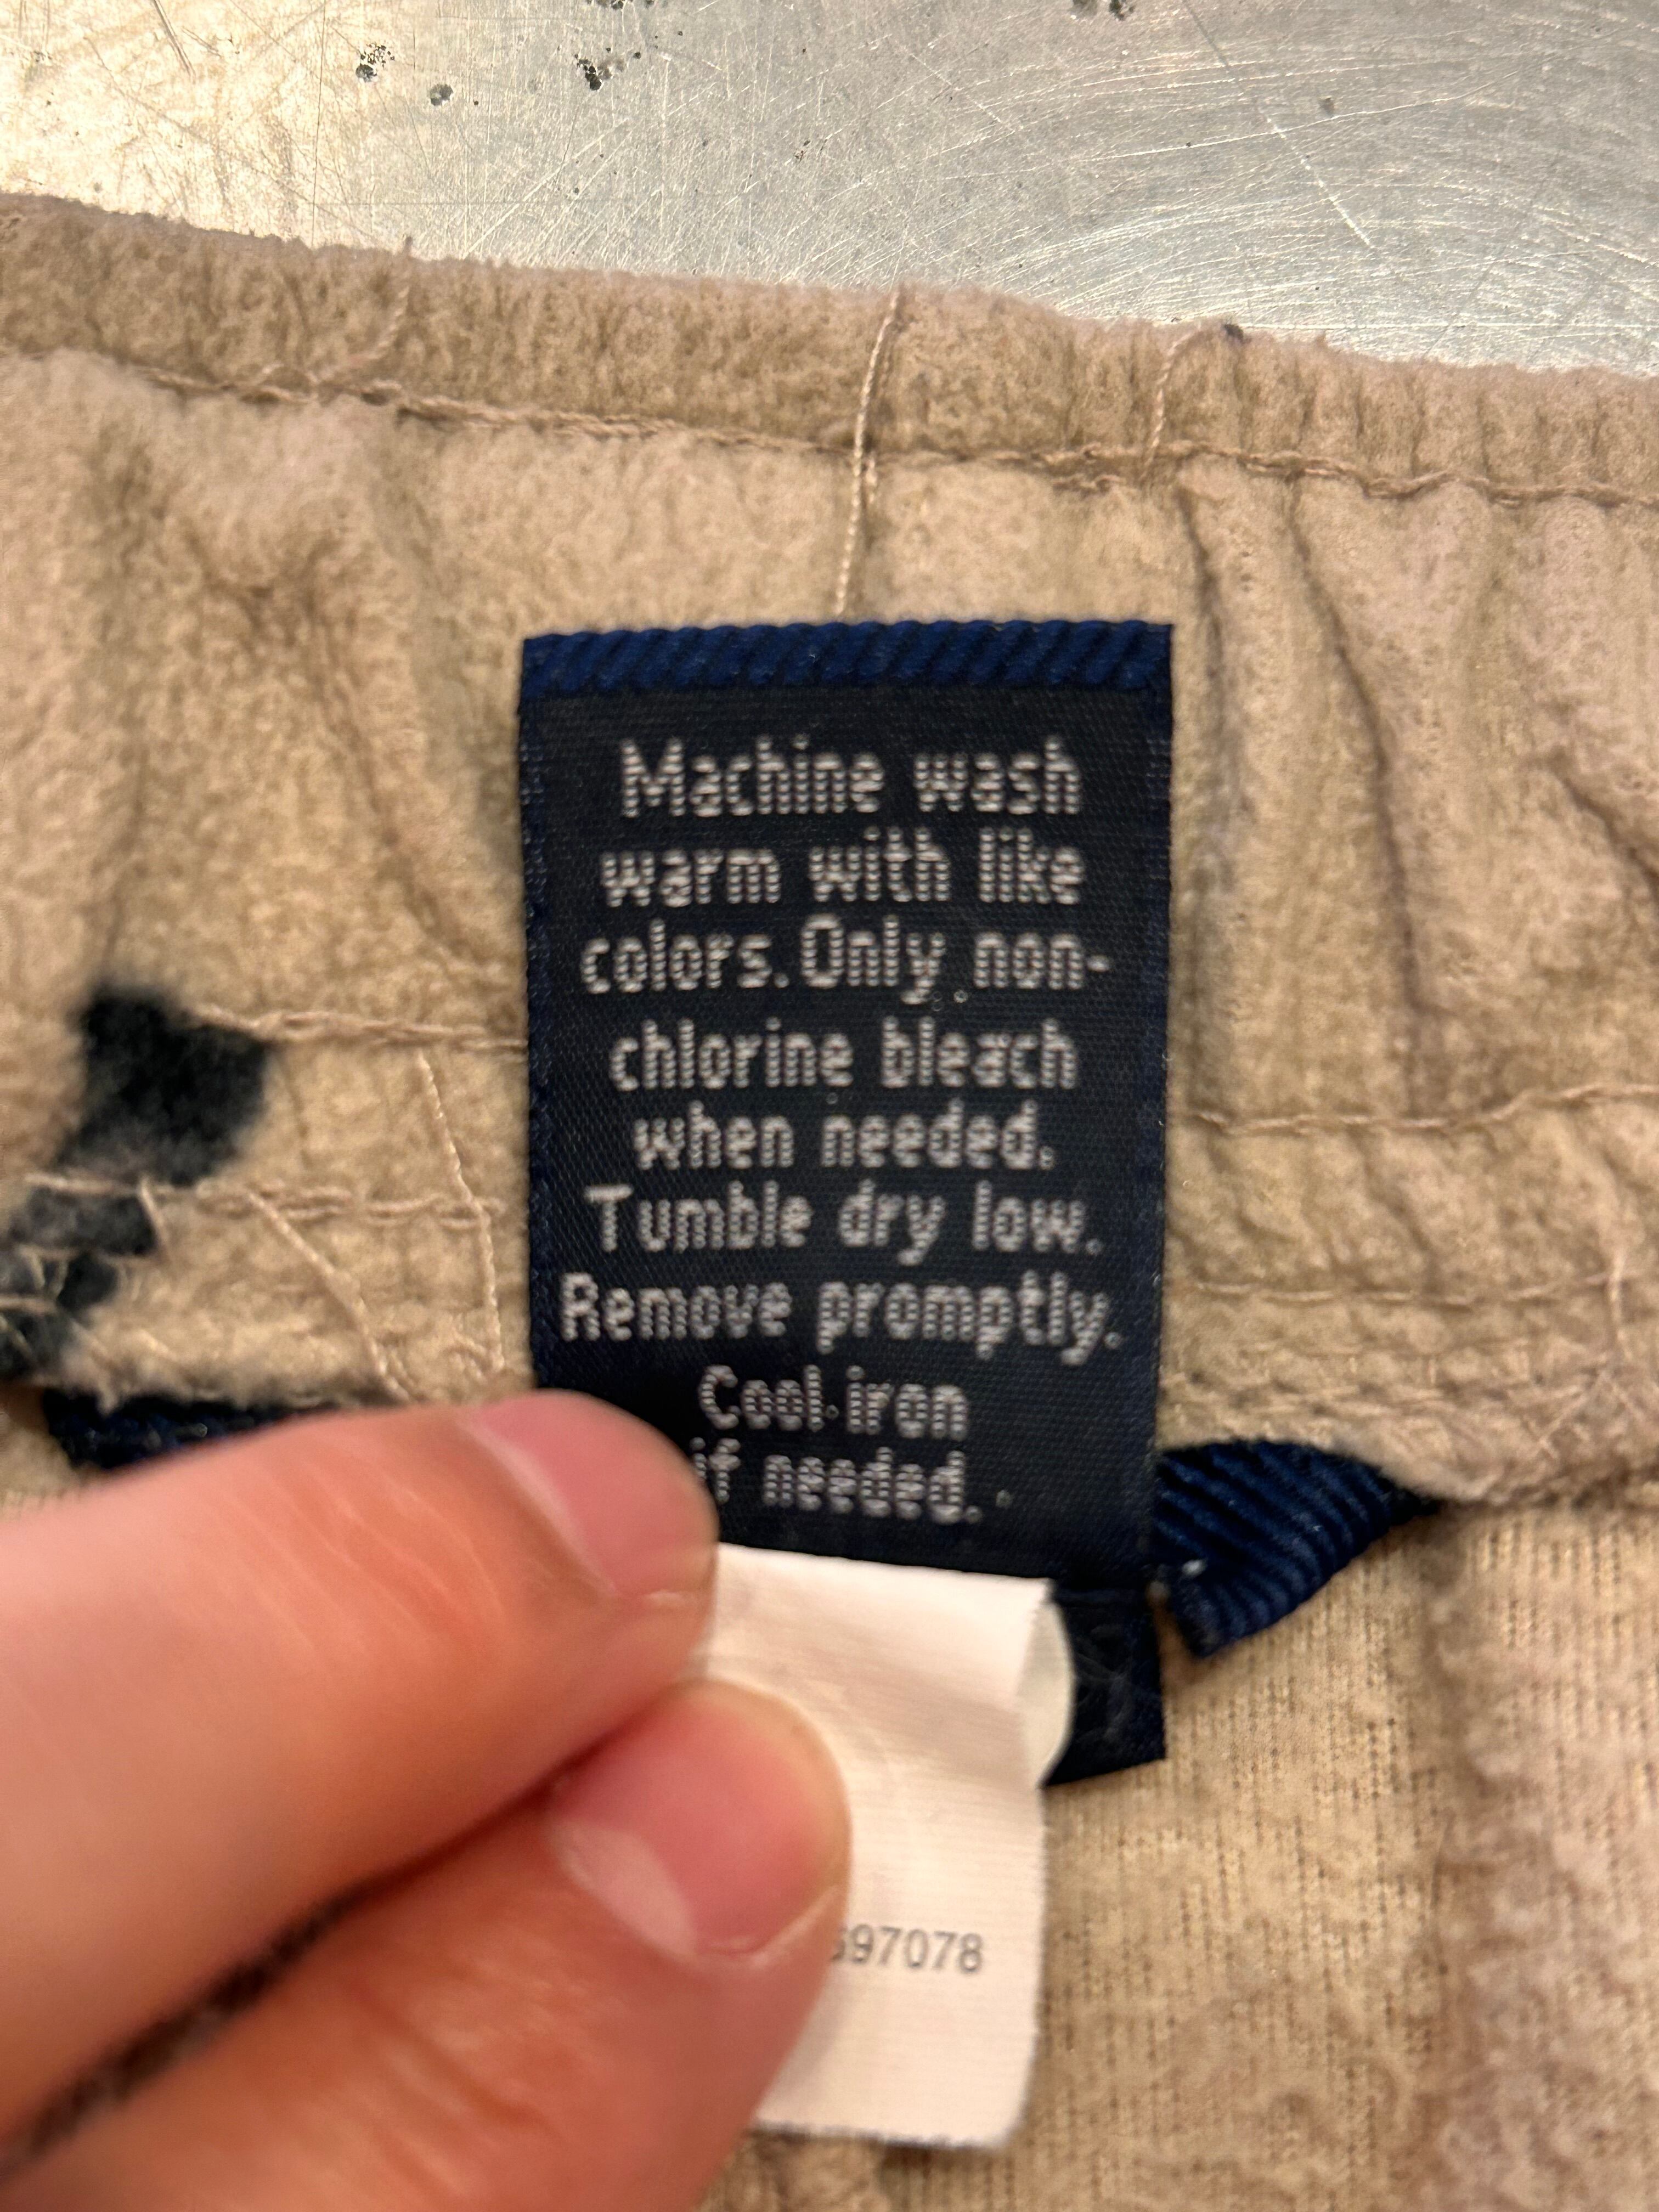 Machine wash
warm with like
colors. Only non-
chlorine bleach
when needed.
Tumble dry low.
Remove promptly.
Cool iron
if needed.
697078